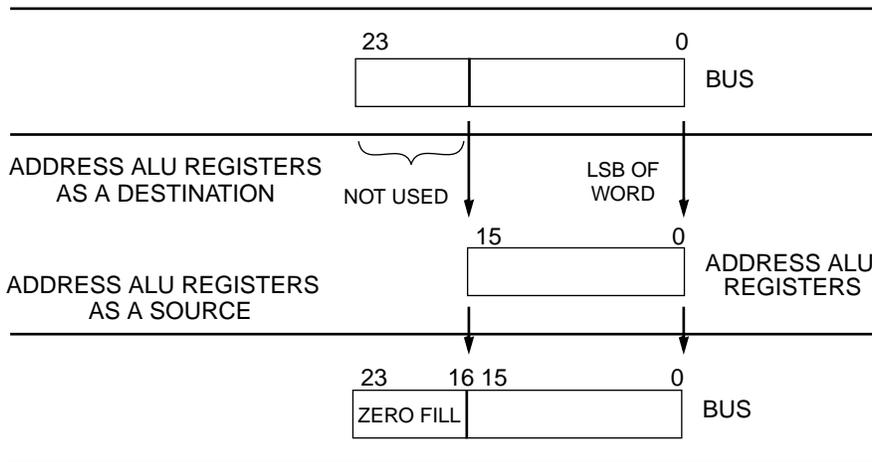 23 0
BUS
ADDRESS ALU REGISTERS
AS A DESTINATION
NOT USED
LSB OF
WORD
15 0
ADDRESS ALU
REGISTERS
ADDRESS ALU REGISTERS
AS A SOURCE
23 16 15 0
ZERO FILL
BUS